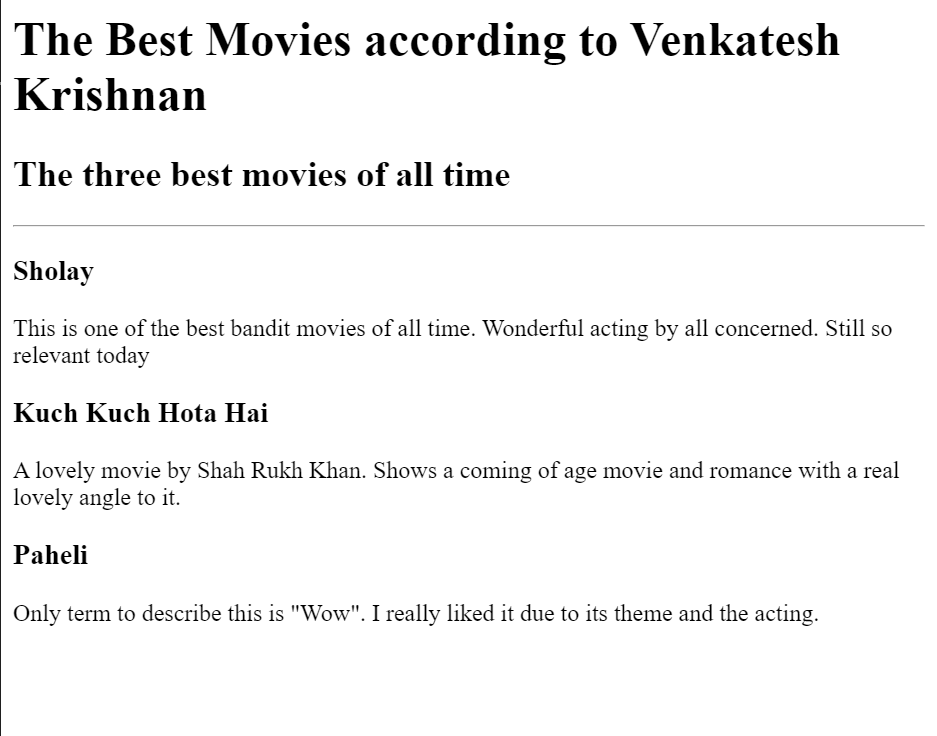 The Best Movies according to Venkatesh
Krishnan
The three best movies of all time
Sholay
This is one of the best bandit movies of all time. Wonderful acting by all concerned. Still so
relevant today
Kuch Kuch Hota Hai
A lovely movie by Shah Rukh Khan. Shows a coming of age movie and romance with a real
lovely angle to it.
Paheli
Only term to describe this is "Wow". I really liked it due to its theme and the acting.